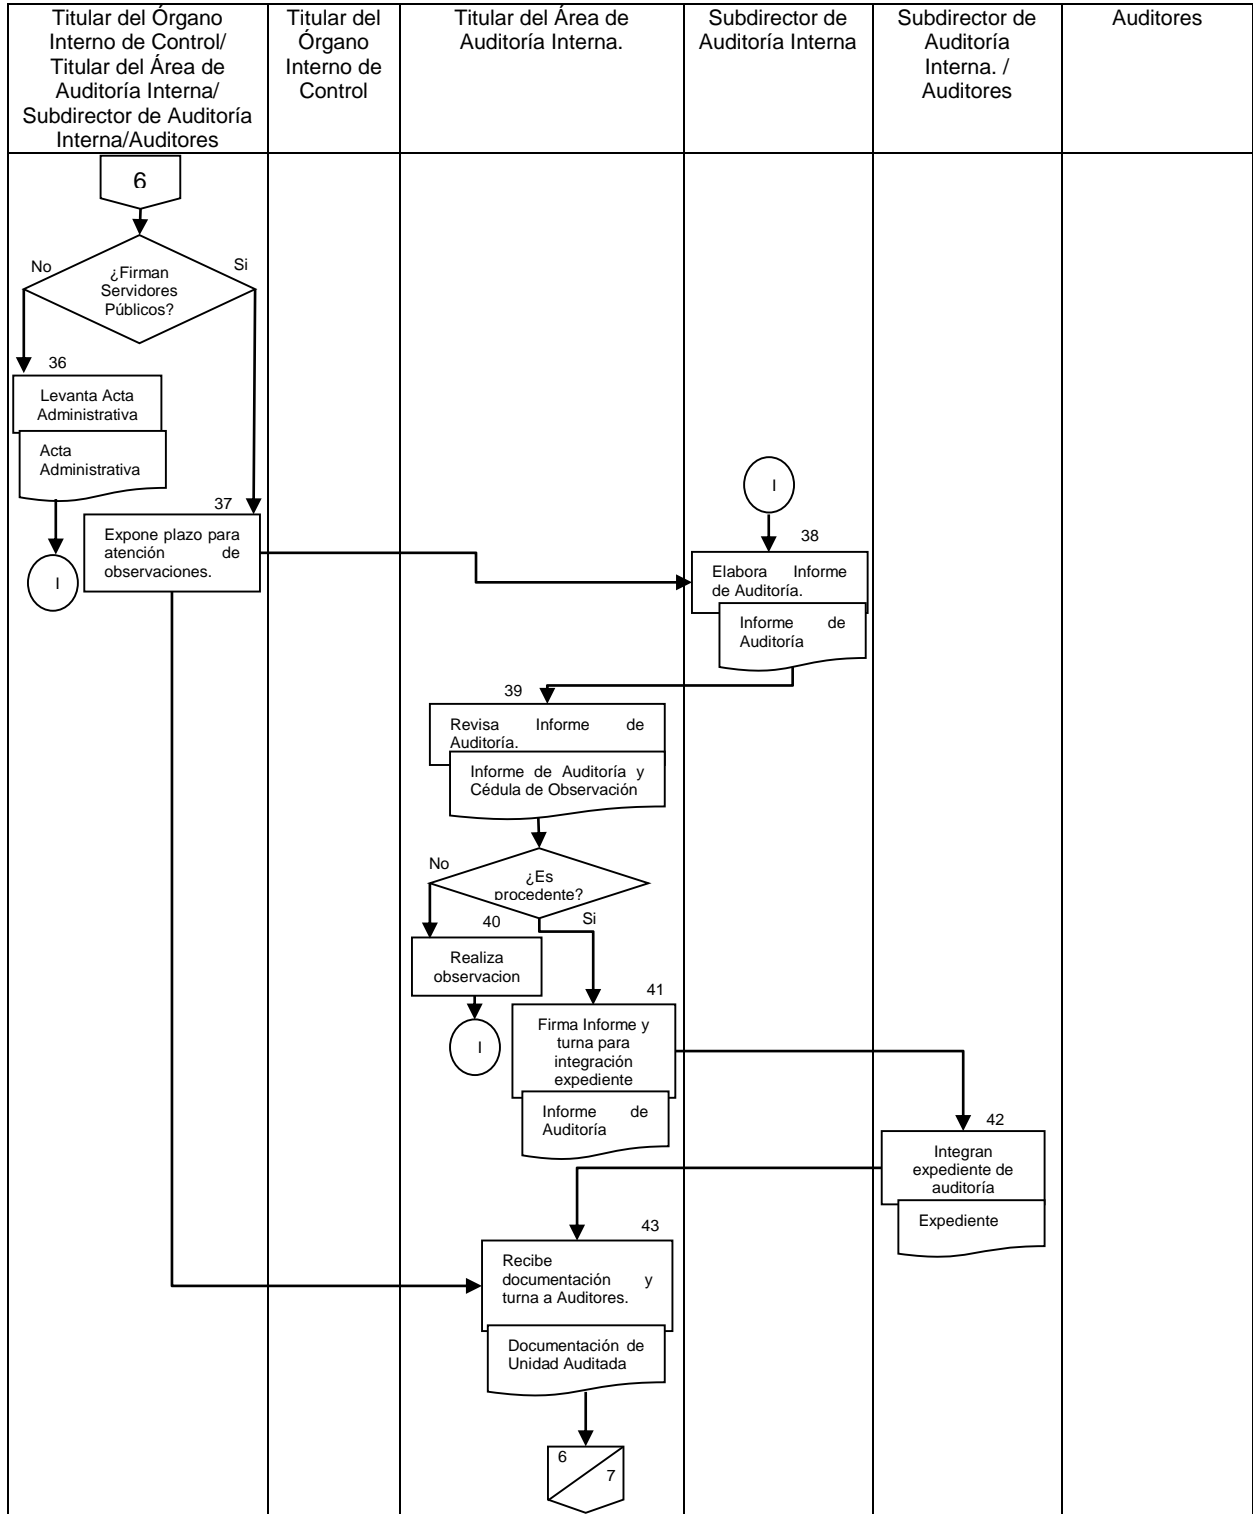 Titular del Órgano
Interno de Control/
Titular del Área de
Auditoría Interna/
Subdirector de Auditoría
Interna/Auditores
Titular del
Órgano
Interno de
Control
Titular del Área de
Auditoría Interna.
Subdirector de
Auditoría Interna
Subdirector de
Auditoría
Interna. /
Auditores
Auditores
6
No
Si
¿Firman
Servidores
Públicos?
36
Levanta Acta
Administrativa
Acta
Administrativa
I
37
Expone plazo para
atención de
observaciones.
I
38
Elabora Informe
de Auditoría.
Informe de
Auditoría
39
Revisa Informe de
Auditoría.
Informe de Auditoría y
Cédula de Observación
No
¿Es
procedente?
Si
40
Realiza
observacion
I
41
Firma Informe y
turna para
integración
expediente
Informe de
Auditoría
42
Integran
expediente de
auditoría
Expediente
43
Recibe
documentación y
turna a Auditores.
Documentación de
Unidad Auditada
6
7